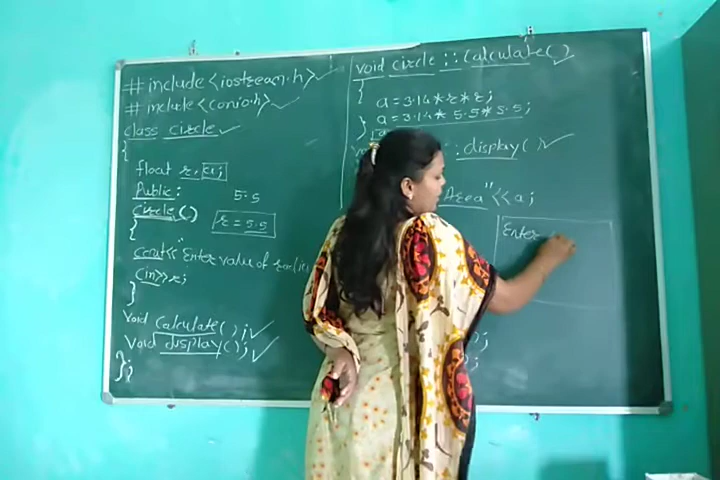 #include <iostream.h>
#include <conio.h>
class circle
{
float r, a;
Public:
5.5
Circle ()
r = 5.5
{
cout<< "Enter value of radius
Cin>> r;
}
void calculate();
void display();
};
void circle :: Calculate()
{
a = 3.14 * r * r;
a = 3.14 * 5.5 * 5.5
}
: display()
Area" << a;
Enter
);
);